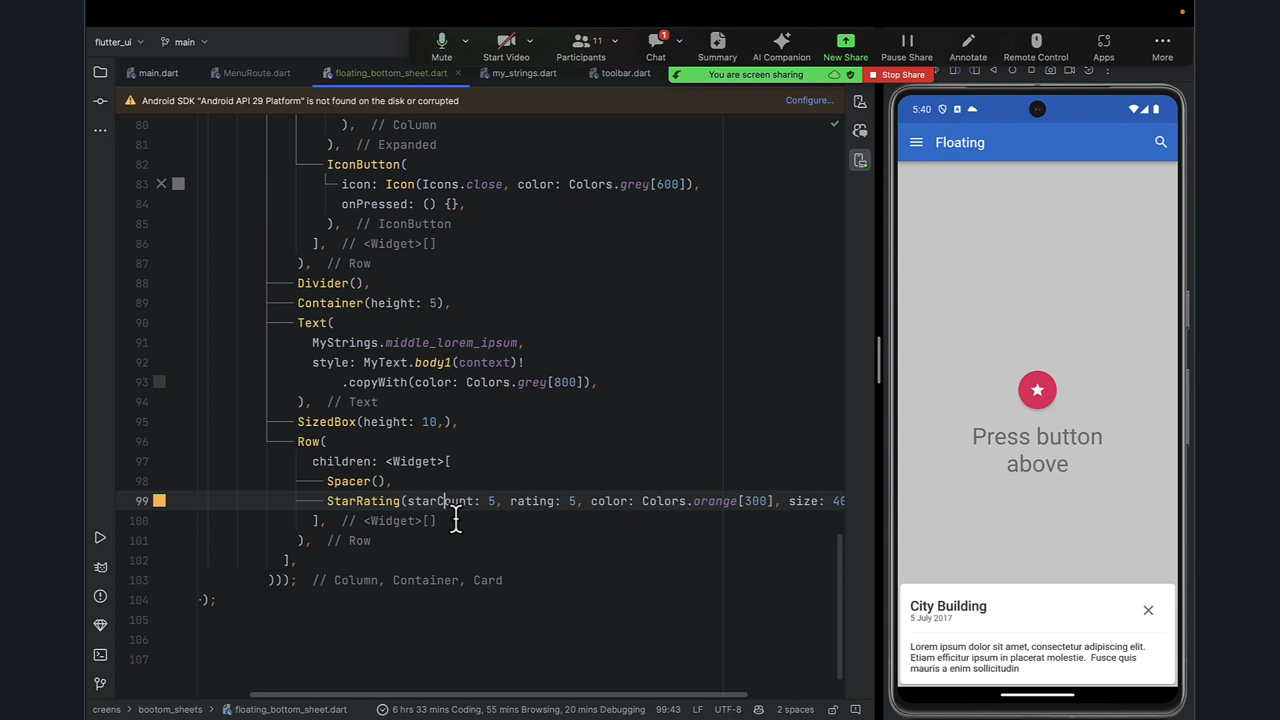 flutter_ui
main
Mute
Start Video
11
Participants
1
Chat
Summary
AI Companion
New Share
Pause Share
Annotate
Remote Control
Apps
More
You are screen sharing
Stop Share
main.dart
MenuRoute.dart
floating_bottom_sheet.dart
my_strings.dart
toolbar.dart
Android SDK "Android API 29 Platform" is not found on the disk or corrupted
Configure...
80 ), // Column
81 ), // Expanded
82 IconButton(
83 icon: Icon(Icons.close, color: Colors.grey[600]),
84 onPressed: () {},
85 ), // IconButton
86 ], // <Widget>[]
87 ), // Row
88 Divider(),
89 Container(height: 5),
90 Text(
91 MyStrings.middle_lorem_ipsum,
92 style: MyText.body1(context)!
93 .copyWith(color: Colors.grey[800]),
94 ), // Text
95 SizedBox(height: 10,),
96 Row(
97 children: <Widget>[
98 Spacer(),
99 StarRating(starCount: 5, rating: 5, color: Colors.orange[300], size: 40
100 ], // <Widget>[]
101 ), // Row
102 ],
103 ))); // Column, Container, Card
104 );
105
106
107
creens
bootom_sheets
floating_bottom_sheet.dart
6 hrs 33 mins Coding, 55 mins Browsing, 20 mins Debugging
99:43
LF
UTF-8
2 spaces
5:40
Floating
Press button
above
City Building
5 July 2017
Lorem ipsum dolor sit amet, consectetur adipiscing elit.
Etiam efficitur ipsum in placerat molestie. Fusce quis
mauris a enim sollicitudin